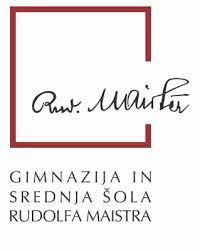 Rud. Maister
GIMNAZIJA IN
SREDNJA ŠOLA
RUDOLFA MAISTRA